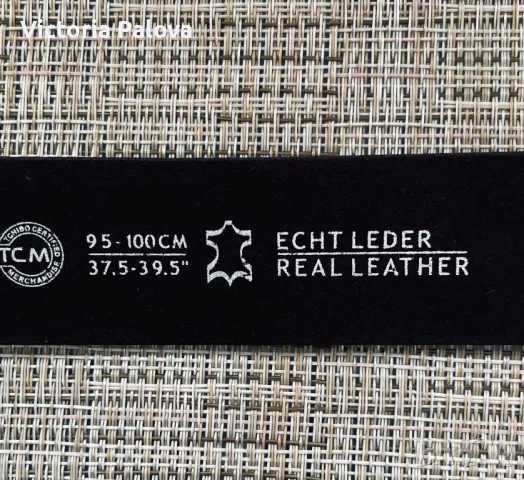 Victoria Palova
TCHIBO CERTIFIED
TCM
MERCHANDISE
95-100CM
37.5-39.5"
ECHT LEDER
REAL LEATHER